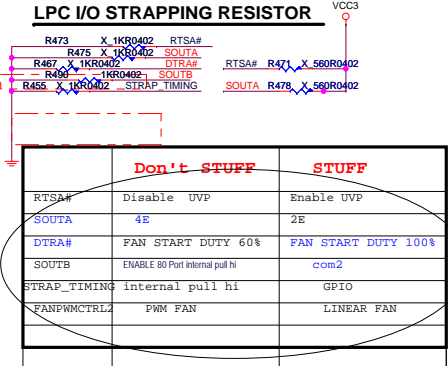 LPC I/O STRAPPING RESISTOR
VCC3
R473 X_1KR0402 RTSA#
R475 X_1KR0402 SOUTA
R467 X_1KR0402 DTRA#
R490 1KR0402 SOUTB
R455 X_1KR0402 STRAP_TIMING
RTSA# R471 X_560R0402
SOUTA R478 X_560R0402
Don't STUFF STUFF
RTSA# Disable UVP Enable UVP
SOUTA 4E 2E
DTRA# FAN START DUTY 60% FAN START DUTY 100%
SOUTB ENABLE 80 Port internal pull hi com2
STRAP_TIMING internal pull hi GPIO
FANPWMCTRL2 PWM FAN LINEAR FAN